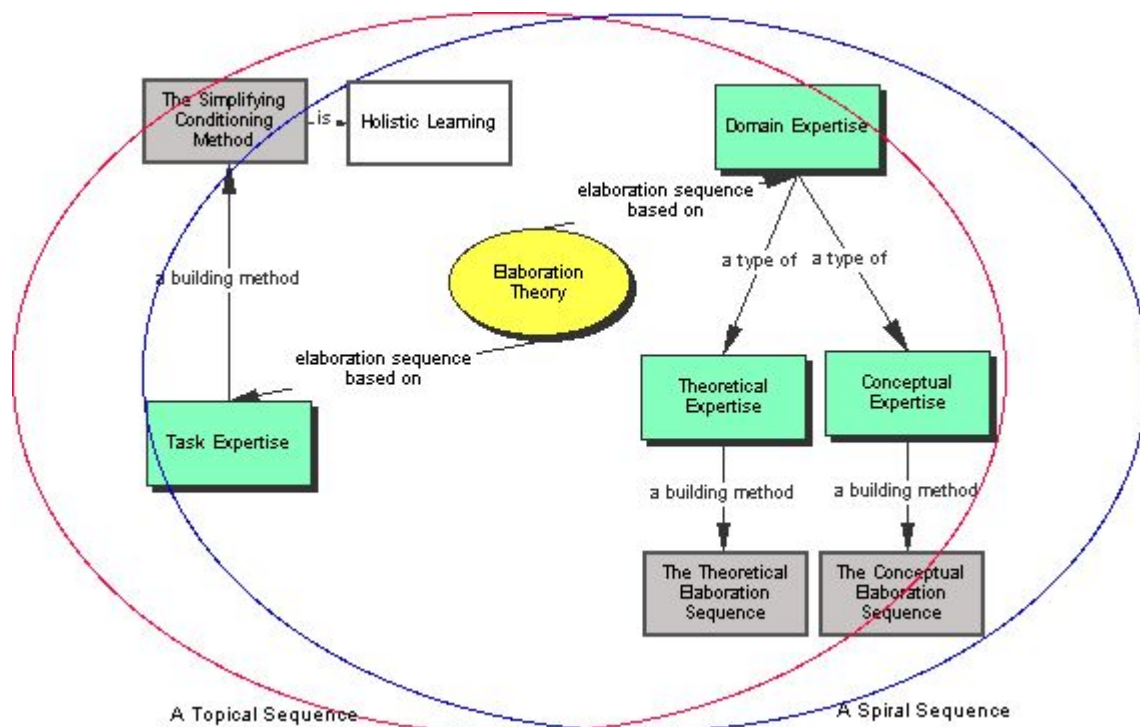 The Simplifying
Conditioning
Method
is
Holistic Learning
Domain Expertise
elaboration sequence
based on
a type of
a type of
Elaboration
Theory
a building method
elaboration sequence
based on
Theoretical
Expertise
Conceptual
Expertise
Task Expertise
a building method
a building method
The Theoretical
Elaboration
Sequence
The Conceptual
Elaboration
Sequence
A Topical Sequence
A Spiral Sequence